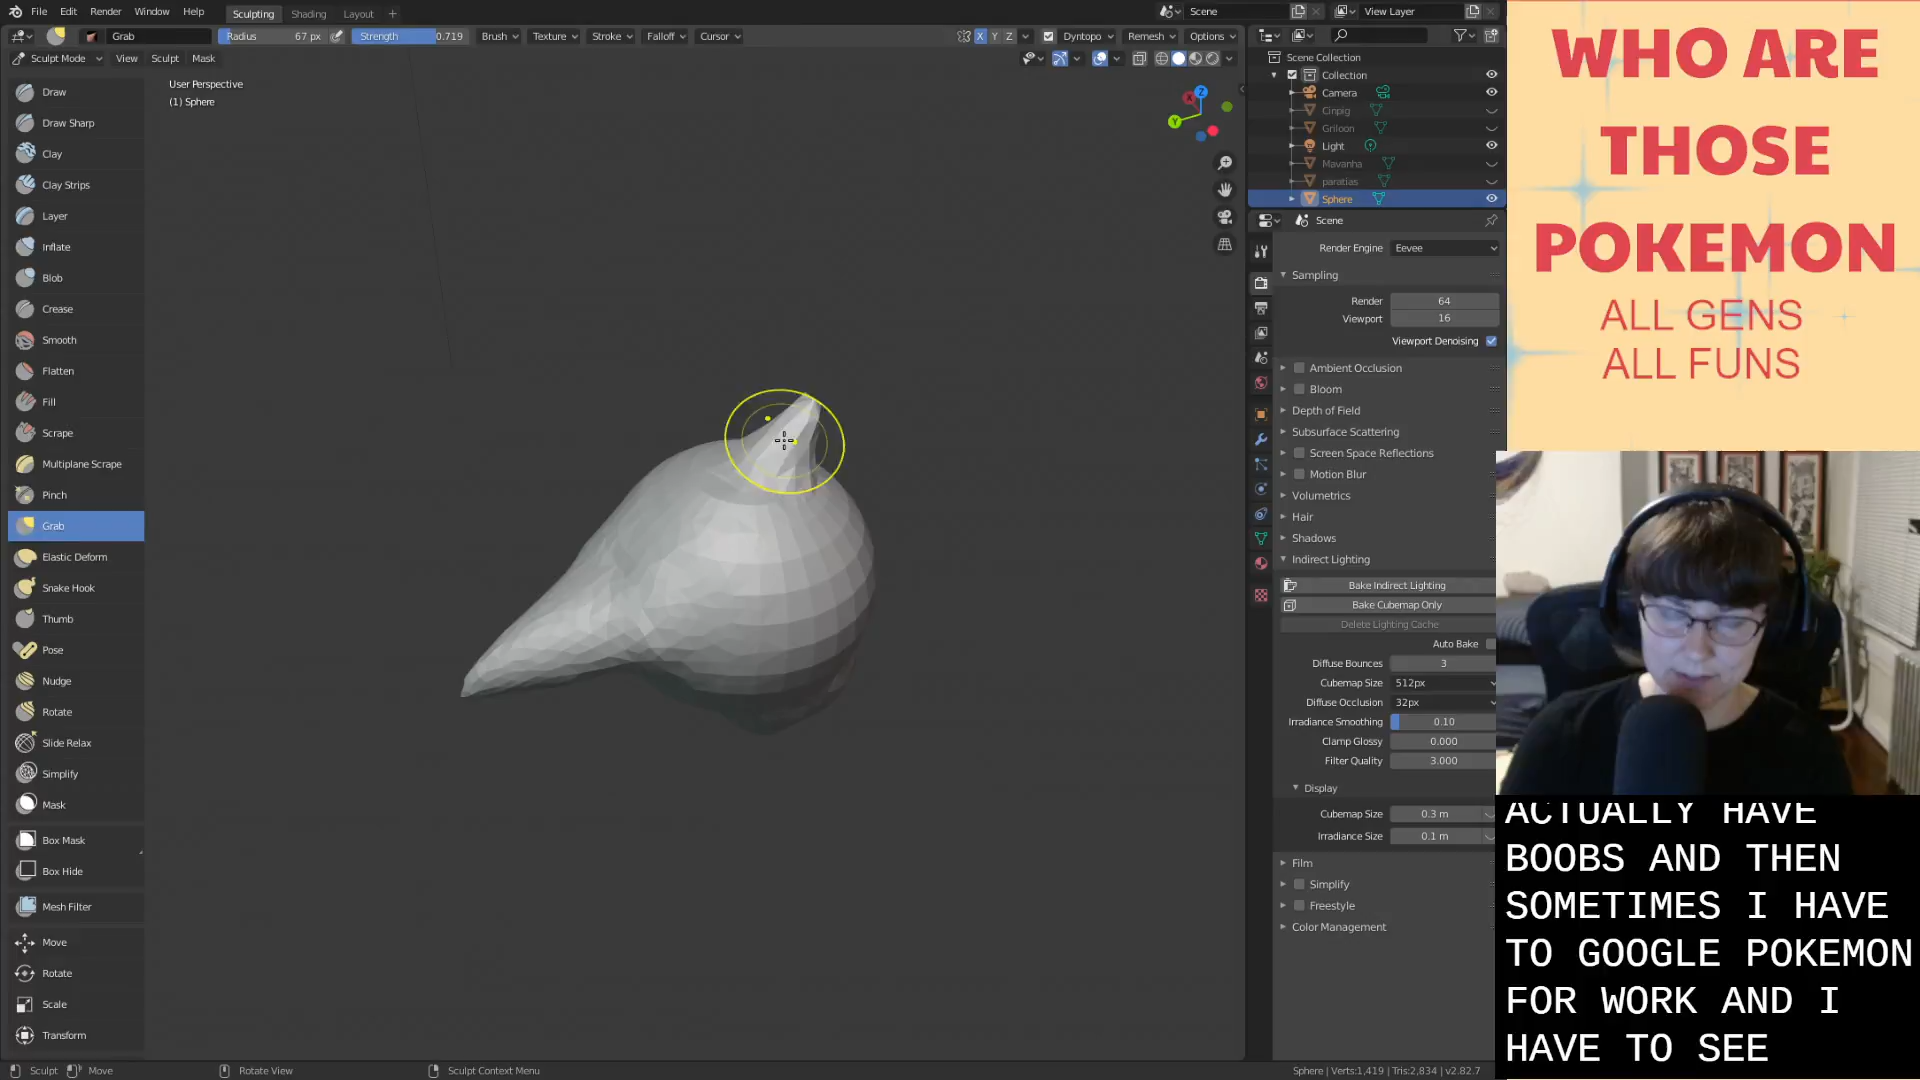 File Edit Render Window Help Sculpting Shading Layout + Scene View Layer
Grab Radius 67 px Strength 0.719 Brush Texture Stroke Falloff Cursor X Y Z Dyntopo Remesh Options
Sculpt Mode View Sculpt Mask
User Perspective
(1) Sphere
Z
Y
Draw
Draw Sharp
Clay
Clay Strips
Layer
Inflate
Blob
Crease
Smooth
Flatten
Fill
Scrape
Multiplane Scrape
Pinch
Grab
Elastic Deform
Snake Hook
Thumb
Pose
Nudge
Rotate
Slide Relax
Simplify
Mask
Box Mask
Box Hide
Mesh Filter
Move
Rotate
Scale
Transform
Scene Collection
Collection
Camera
Cinpig
Griloon
Light
Mavanha
paratias
Sphere
Scene
Render Engine Eevee
Sampling
Render 64
Viewport 16
Viewport Denoising
Ambient Occlusion
Bloom
Depth of Field
Subsurface Scattering
Screen Space Reflections
Motion Blur
Volumetrics
Hair
Shadows
Indirect Lighting
Bake Indirect Lighting
Bake Cubemap Only
Delete Lighting Cache
Auto Bake
Diffuse Bounces 3
Cubemap Size 512px
Diffuse Occlusion 32px
Irradiance Smoothing 0.10
Clamp Glossy 0.000
Filter Quality 3.000
Display
Cubemap Size 0.3 m
Irradiance Size 0.1 m
Film
Simplify
Freestyle
Color Management
Sculpt Move Rotate View Sculpt Context Menu Sphere | Verts:1,419 | Tris:2,834 | v2.82.7
WHO ARE
THOSE
POKEMON
ALL GENS
ALL FUNS
ACTUALLY HAVE
BOOBS AND THEN
SOMETIMES I HAVE
TO GOOGLE POKEMON
FOR WORK AND I
HAVE TO SEE